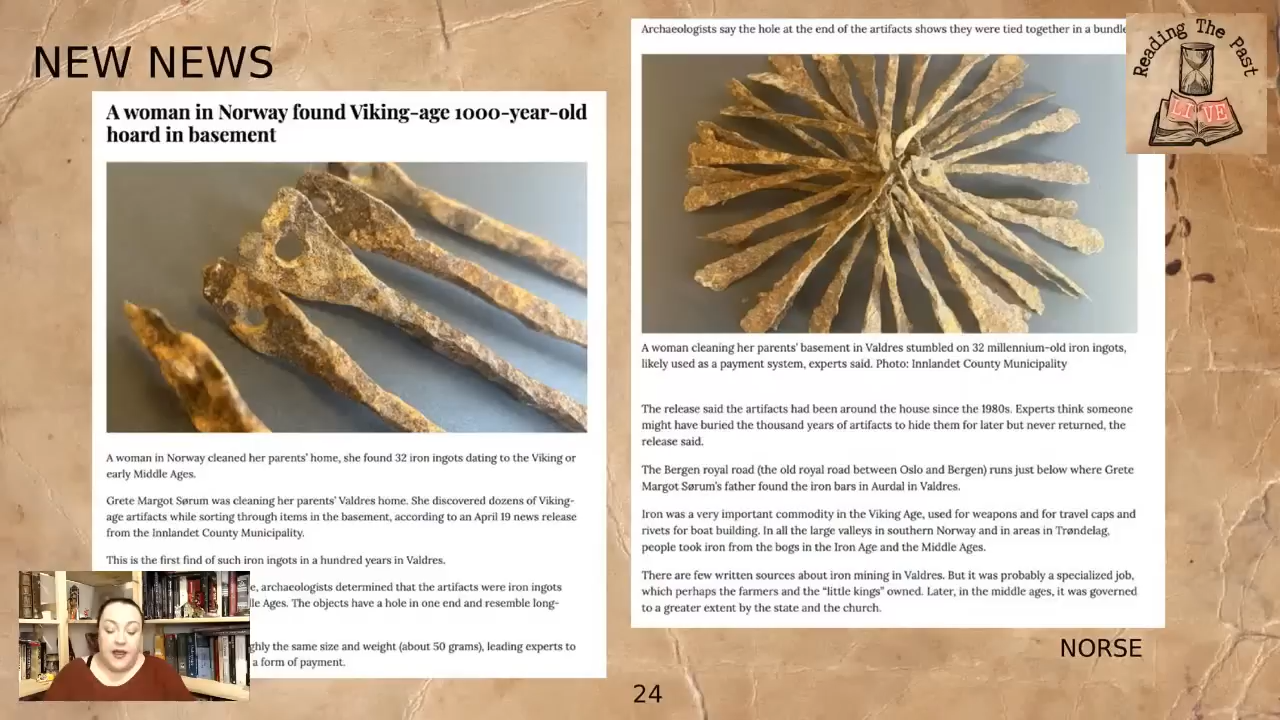 NEW NEWS
A woman in Norway found Viking-age 1000-year-old
hoard in basement
A woman in Norway cleaned her parents' home, she found 32 iron ingots dating to the Viking or
early Middle Ages.
Grete Margot Sørum was cleaning her parents' Valdres home. She discovered dozens of Viking-
age artifacts while sorting through items in the basement, according to an April 19 news release
from the Innlandet County Municipality.
This is the first find of such iron ingots in a hundred years in Valdres.
archaeologists determined that the artifacts were iron ingots
Ages. The objects have a hole in one end and resemble long-
the same size and weight (about 50 grams), leading experts to
a form of payment.
Archaeologists say the hole at the end of the artifacts shows they were tied together in a bundle
A woman cleaning her parents' basement in Valdres stumbled on 32 millennium-old iron ingots,
likely used as a payment system, experts said. Photo: Innlandet County Municipality
The release said the artifacts had been around the house since the 1980s. Experts think someone
might have buried the thousand years of artifacts to hide them for later but never returned, the
release said.
The Bergen royal road (the old royal road between Oslo and Bergen) runs just below where Grete
Margot Sørum's father found the iron bars in Aurdal in Valdres.
Iron was a very important commodity in the Viking Age, used for weapons and for travel caps and
rivets for boat building. In all the large valleys in southern Norway and in areas in Trøndelag,
people took iron from the bogs in the Iron Age and the Middle Ages.
There are few written sources about iron mining in Valdres. But it was probably a specialized job,
which perhaps the farmers and the "little kings" owned. Later, in the middle ages, it was governed
to a greater extent by the state and the church.
Reading The Past
LIVE
NORSE
24